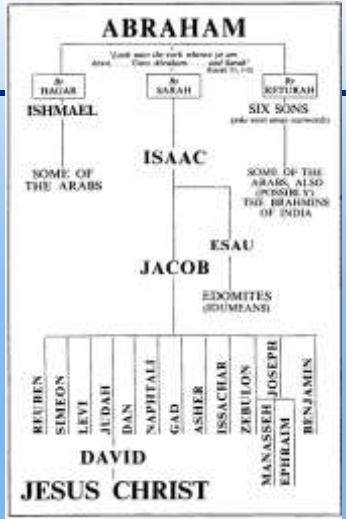 ABRAHAM
"Look unto the rock whence ye are
hewn, ... Unto Abraham ... and Sarah"
Isaiah 51, 1-2
By
HAGAR
By
SARAH
By
KETURAH
ISHMAEL
SIX SONS
(who went away eastwards)
ISAAC
SOME OF
THE ARABS
SOME OF THE
ARABS, ALSO
(POSSIBLY)
THE BRAHMINS
OF INDIA
ESAU
JACOB
EDOMITES
(IDUMEANS)
REUBEN
SIMEON
LEVI
JUDAH
DAN
NAPHTALI
GAD
ASHER
ISSACHAR
ZEBULON
JOSEPH
MANASSEH
EPHRAIM
BENJAMIN
DAVID
JESUS CHRIST